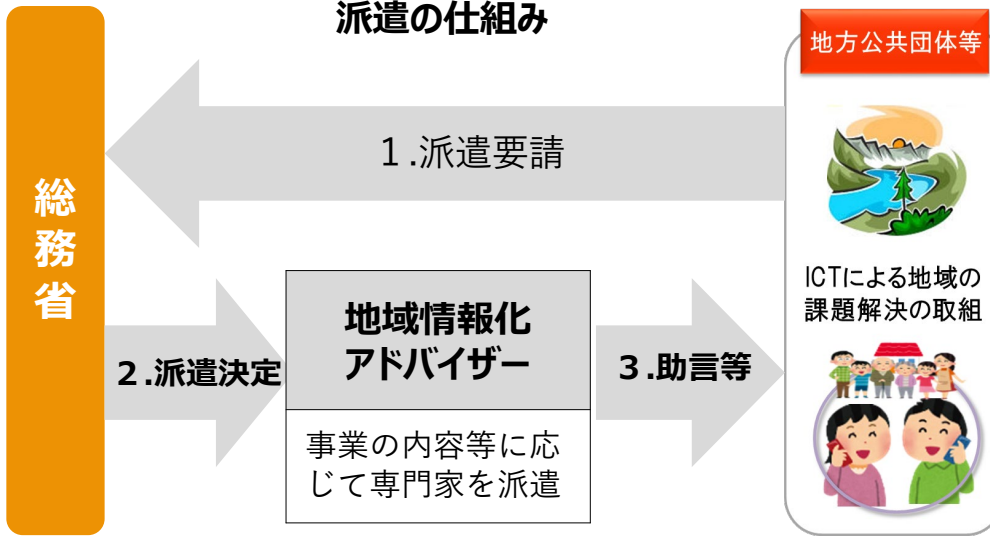 派遣の仕組み
地方公共団体等
１.派遣要請
総務省
ICTによる地域の
課題解決の取組
地域情報化
アドバイザー
２.派遣決定
３.助言等
事業の内容等に応
じて専門家を派遣